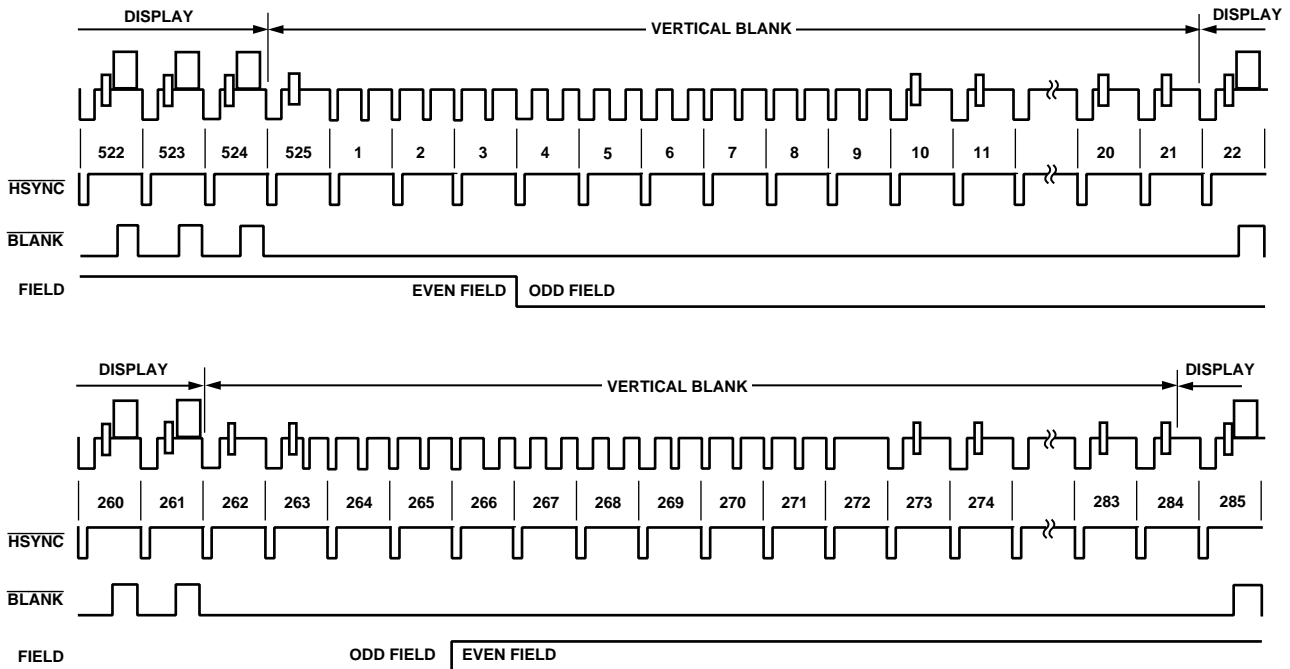 DISPLAY VERTICAL BLANK DISPLAY
522 523 524 525 1 2 3 4 5 6 7 8 9 10 11 20 21 22
HSYNC
BLANK
FIELD EVEN FIELD ODD FIELD
DISPLAY VERTICAL BLANK DISPLAY
260 261 262 263 264 265 266 267 268 269 270 271 272 273 274 283 284 285
HSYNC
BLANK
FIELD ODD FIELD EVEN FIELD